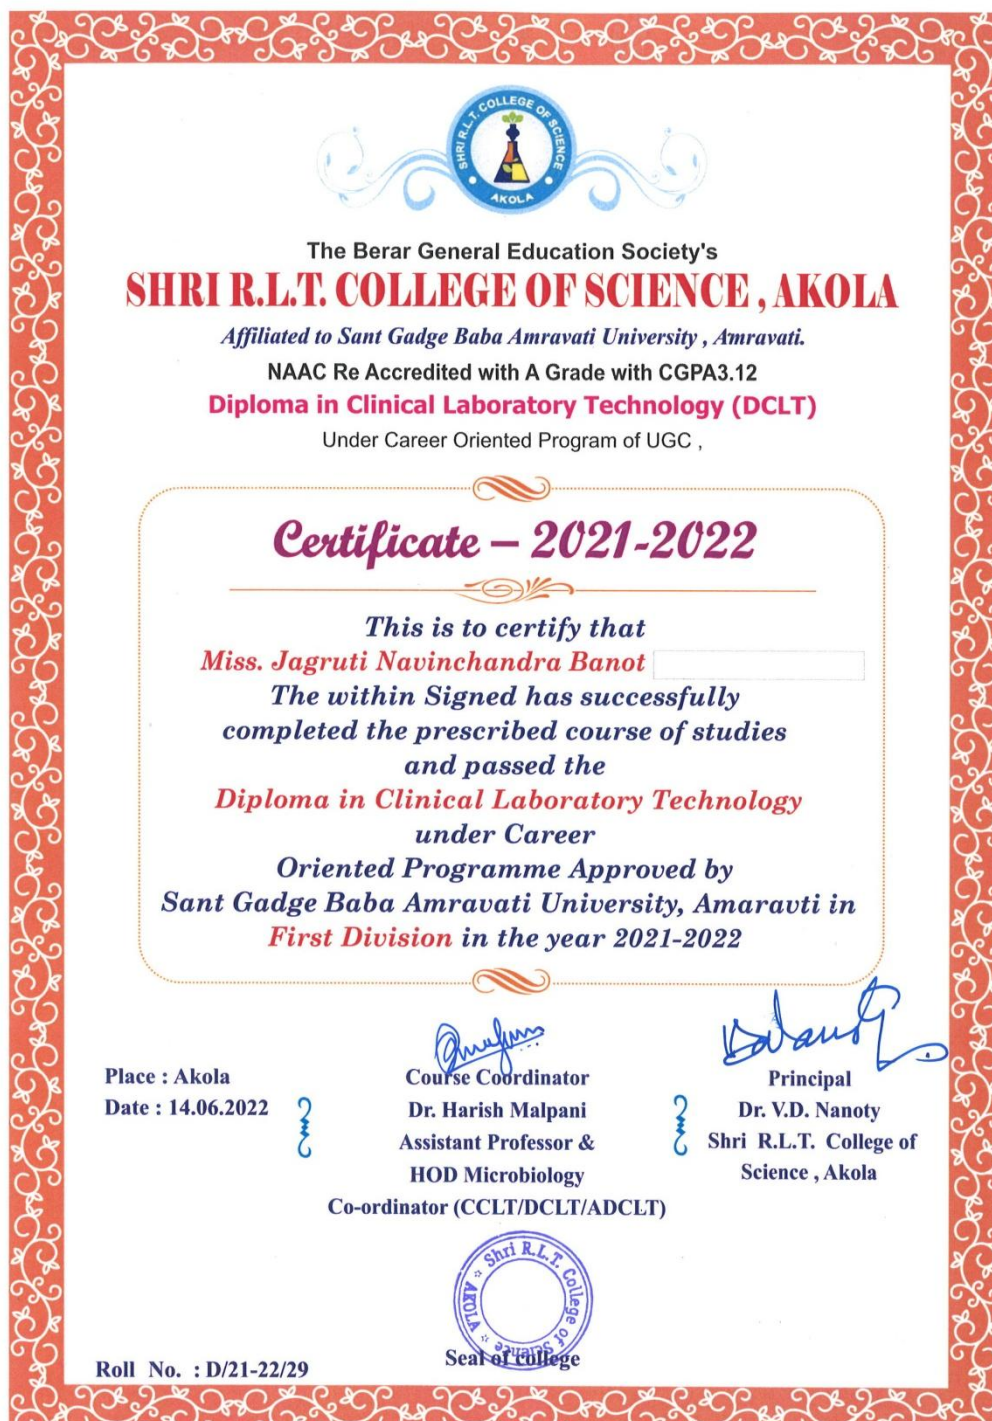 SHRI R.L.T. COLLEGE OF SCIENCE
AKOLA
The Berar General Education Society's
SHRI R.L.T. COLLEGE OF SCIENCE , AKOLA
Affiliated to Sant Gadge Baba Amravati University , Amravati.
NAAC Re Accredited with A Grade with CGPA3.12
Diploma in Clinical Laboratory Technology (DCLT)
Under Career Oriented Program of UGC ,
Certificate – 2021-2022
This is to certify that
Miss. Jagruti Navinchandra Banot
The within Signed has successfully
completed the prescribed course of studies
and passed the
Diploma in Clinical Laboratory Technology
under Career
Oriented Programme Approved by
Sant Gadge Baba Amravati University, Amaravti in
First Division in the year 2021-2022
Place : Akola
Date : 14.06.2022
Course Coordinator
Dr. Harish Malpani
Assistant Professor &
HOD Microbiology
Co-ordinator (CCLT/DCLT/ADCLT)
Principal
Dr. V.D. Nanoty
Shri R.L.T. College of
Science , Akola
Shri R.L.T. College of Science
AKOLA
Seal of college
Roll No. : D/21-22/29